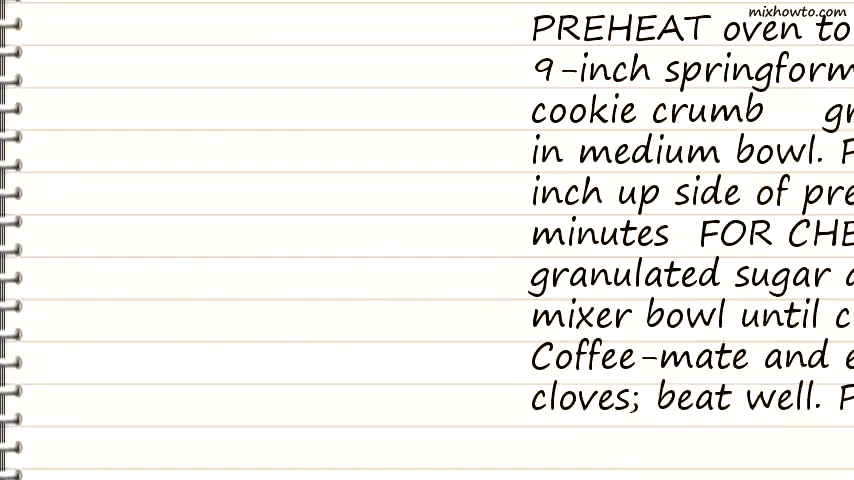 mixhowto.com
PREHEAT oven to
9-inch springform
cookie crumb gr
in medium bowl. P
inch up side of pre
minutes FOR CHE
granulated sugar a
mixer bowl until c
Coffee-mate and e
cloves; beat well. P